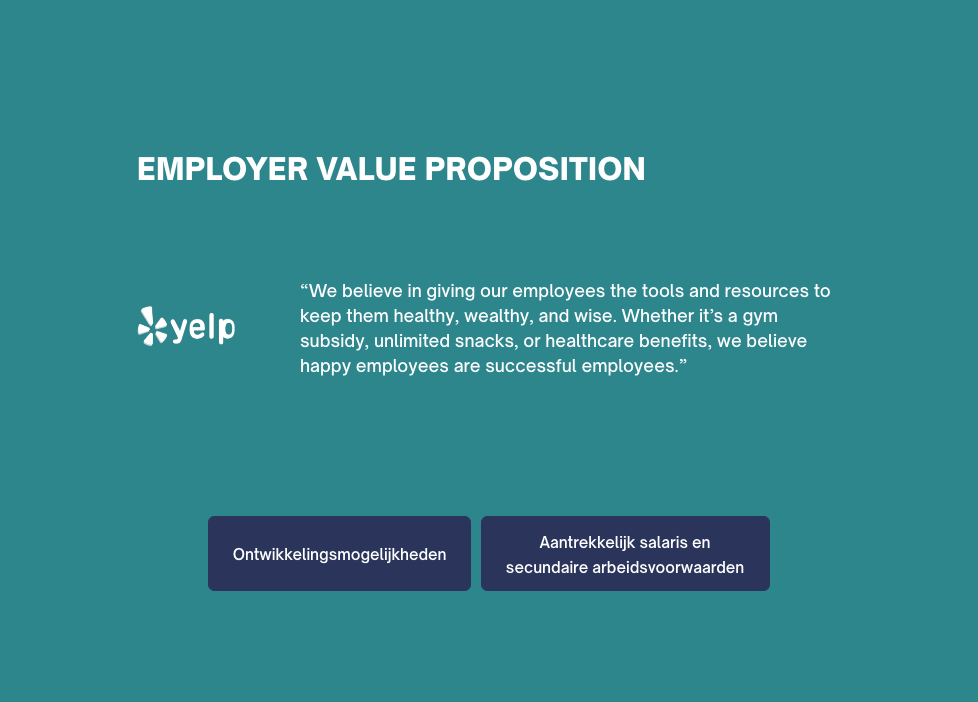 EMPLOYER VALUE PROPOSITION
yelp
“We believe in giving our employees the tools and resources to
keep them healthy, wealthy, and wise. Whether it’s a gym
subsidy, unlimited snacks, or healthcare benefits, we believe
happy employees are successful employees.”
Ontwikkelingsmogelijkheden
Aantrekkelijk salaris en
secundaire arbeidsvoorwaarden